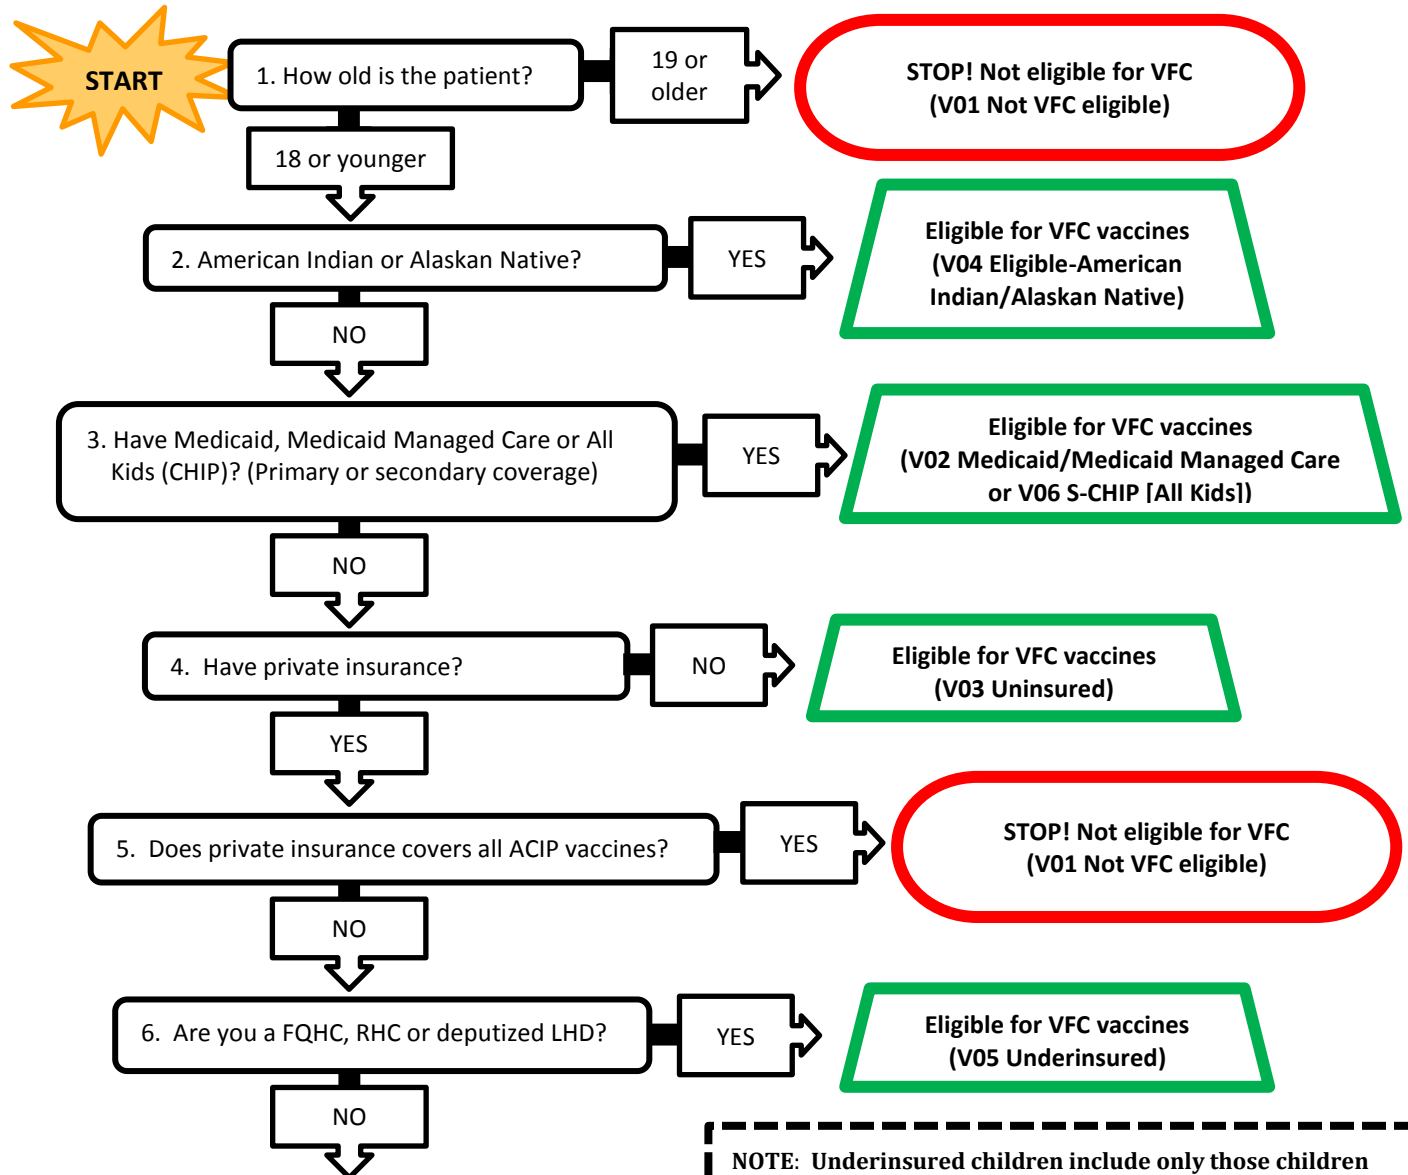 START
1. How old is the patient?
19 or
older
STOP! Not eligible for VFC
(V01 Not VFC eligible)
18 or younger
2. American Indian or Alaskan Native?
YES
Eligible for VFC vaccines
(V04 Eligible-American
Indian/Alaskan Native)
NO
3. Have Medicaid, Medicaid Managed Care or All
Kids (CHIP)? (Primary or secondary coverage)
YES
Eligible for VFC vaccines
(V02 Medicaid/Medicaid Managed Care
or V06 S-CHIP [All Kids])
NO
4. Have private insurance?
NO
Eligible for VFC vaccines
(V03 Uninsured)
YES
5. Does private insurance covers all ACIP vaccines?
YES
STOP! Not eligible for VFC
(V01 Not VFC eligible)
NO
6. Are you a FQHC, RHC or deputized LHD?
YES
Eligible for VFC vaccines
(V05 Underinsured)
NO
NOTE: Underinsured children include only those children